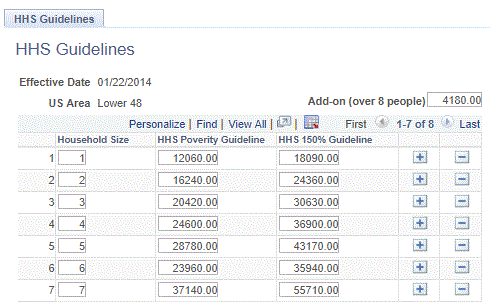 HHS Guidelines
HHS Guidelines
Effective Date 01/22/2014
US Area Lower 48 Add-on (over 8 people) 4180.00
Personalize | Find | View All | | First 1-7 of 8 Last
Household Size HHS Poverity Guideline HHS 150% Guideline
1 1 12060.00 18090.00
2 2 16240.00 24360.00
3 3 20420.00 30630.00
4 4 24600.00 36900.00
5 5 28780.00 43170.00
6 6 23960.00 35940.00
7 7 37140.00 55710.00